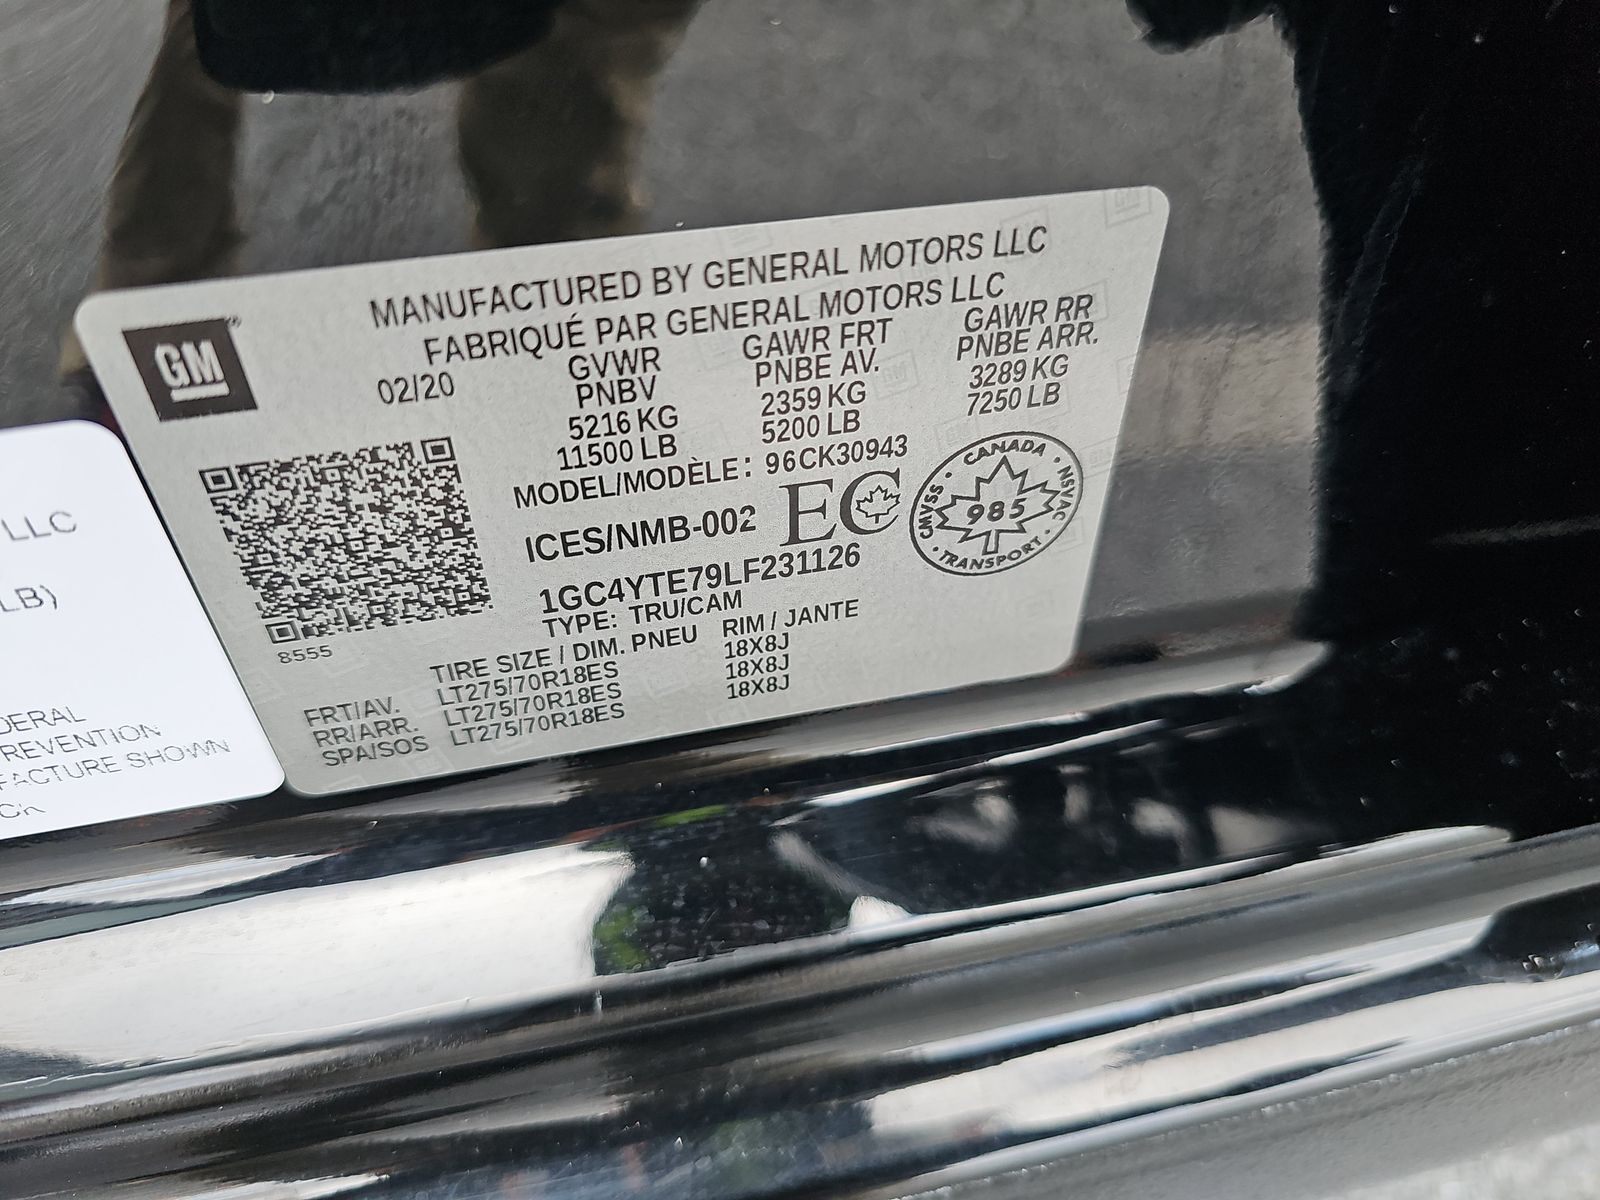 MANUFACTURED BY GENERAL MOTORS LLC
FABRIQUÉ PAR GENERAL MOTORS LLC
GM
02/20
GVWR
PNBV
5216 KG
11500 LB
GAWR FRT
PNBE AV.
2359 KG
5200 LB
GAWR RR
PNBE ARR.
3289 KG
7250 LB
MODEL/MODÈLE: 96CK30943
ICES/NMB-002
EC
CANADA
CMVSS
985
NSVAC
TRANSPORT
1GC4YTE79LF231126
TYPE: TRU/CAM
8555
TIRE SIZE / DIM. PNEU RIM / JANTE
FRT/AV. LT275/70R18ES 18X8J
RR/ARR. LT275/70R18ES 18X8J
SPA/SOS LT275/70R18ES 18X8J
LLC
LB)
DERAL
REVENTION
FACTURE SHOWN